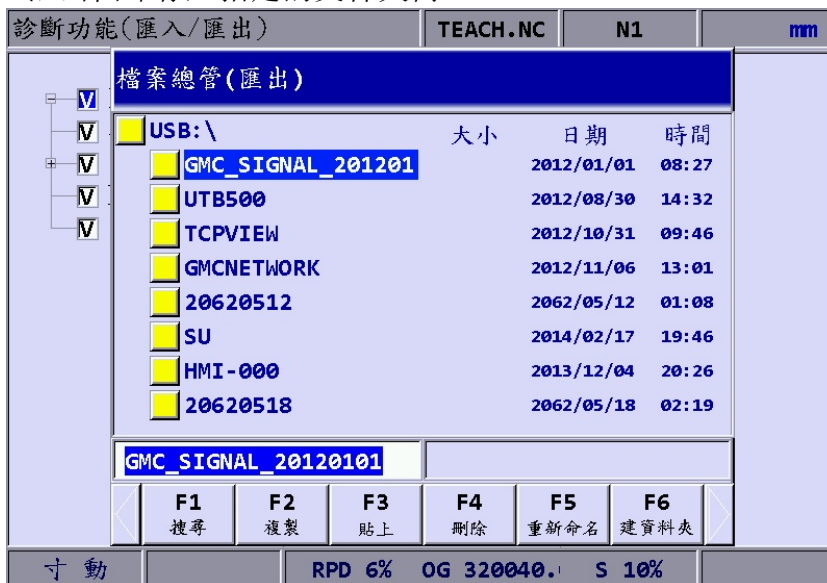 診斷功能(匯入/匯出) TEACH.NC N1 mm
檔案總管(匯出)
USB:\ 大小 日期 時間
GMC_SIGNAL_201201 2012/01/01 08:27
UTB500 2012/08/30 14:32
TCPVIEW 2012/10/31 09:46
GMCNETWORK 2012/11/06 13:01
20620512 2062/05/12 01:08
SU 2014/02/17 19:46
HMI-000 2013/12/04 20:26
20620518 2062/05/18 02:19
GMC_SIGNAL_20120101
F1 F2 F3 F4 F5 F6
搜尋 複製 貼上 刪除 重新命名 建資料夾
寸動 RPD 6% OG 320040. S 10%